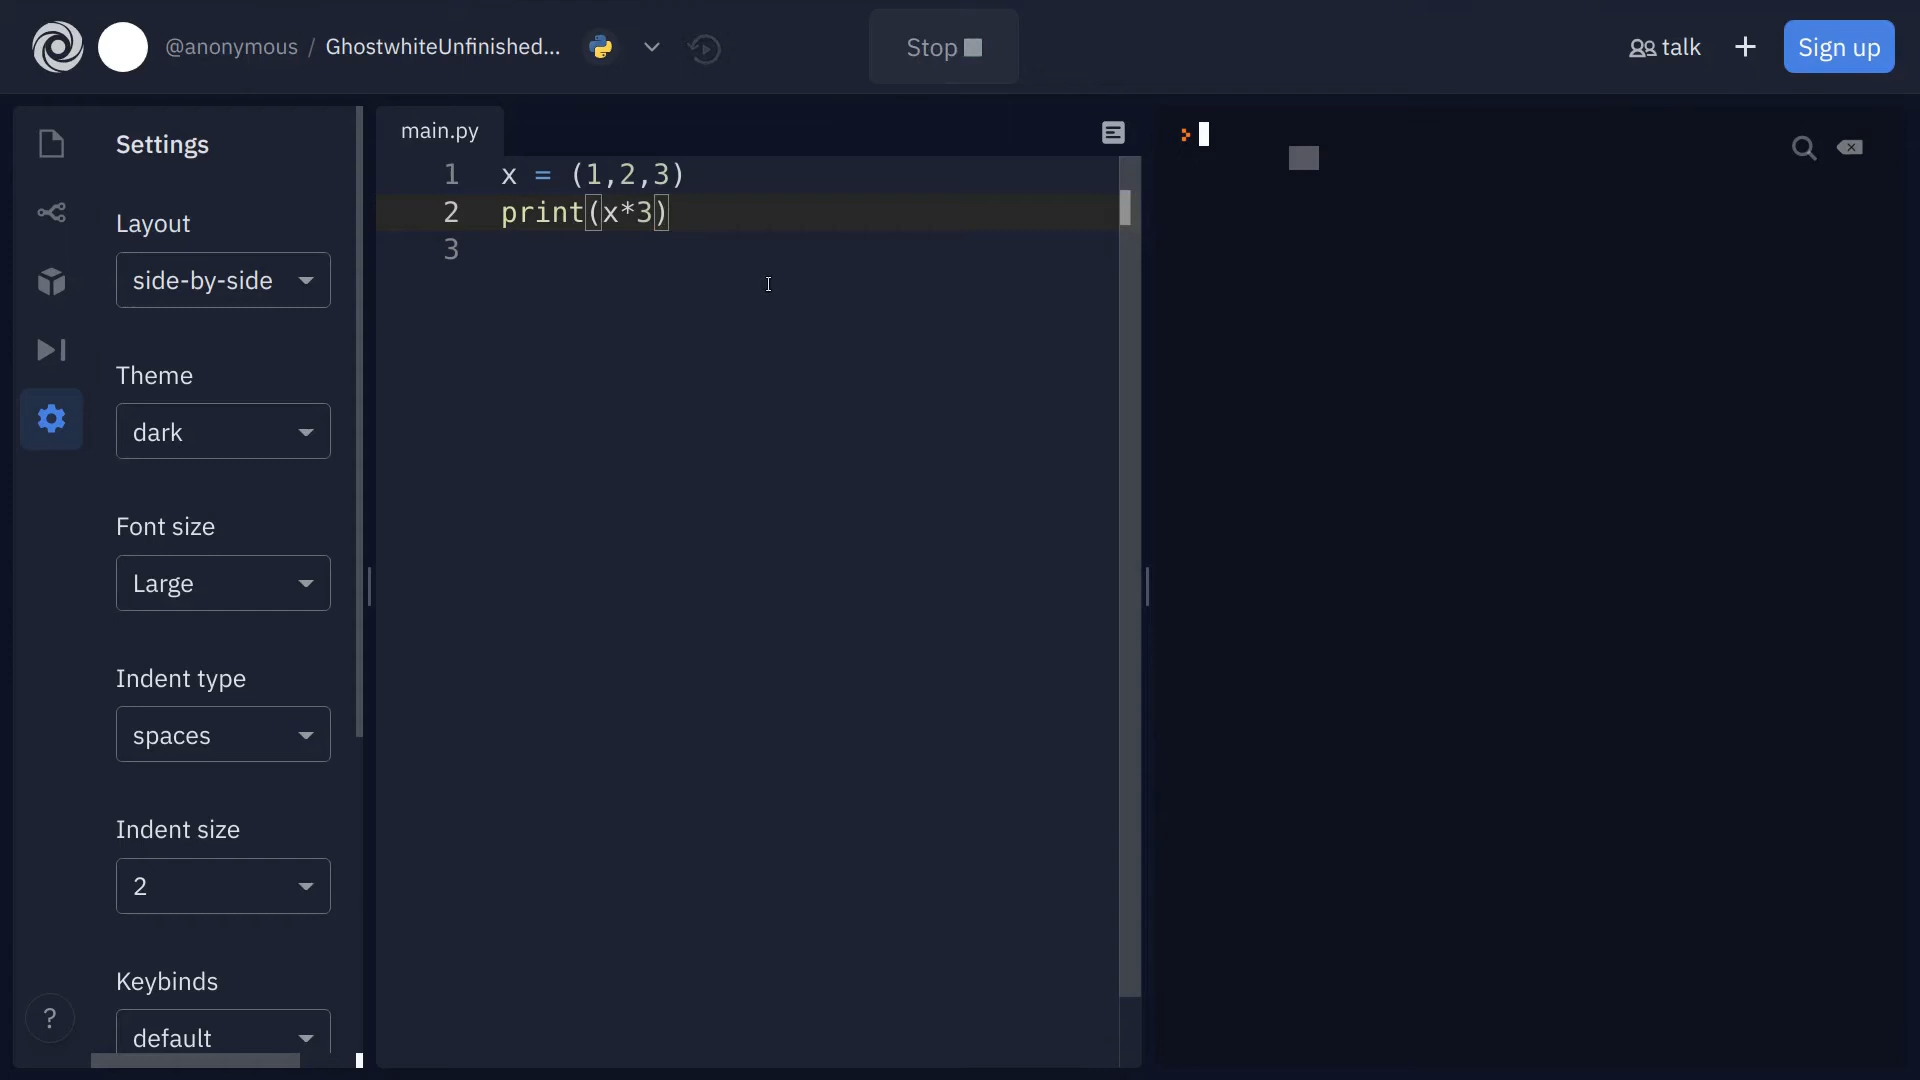 @anonymous / GhostwhiteUnfinished...
Stop
talk
+
Sign up
Settings
Layout
side-by-side
Theme
dark
Font size
Large
Indent type
spaces
Indent size
2
Keybinds
default
?
main.py
1 x = (1,2,3)
2 print(x*3)
3